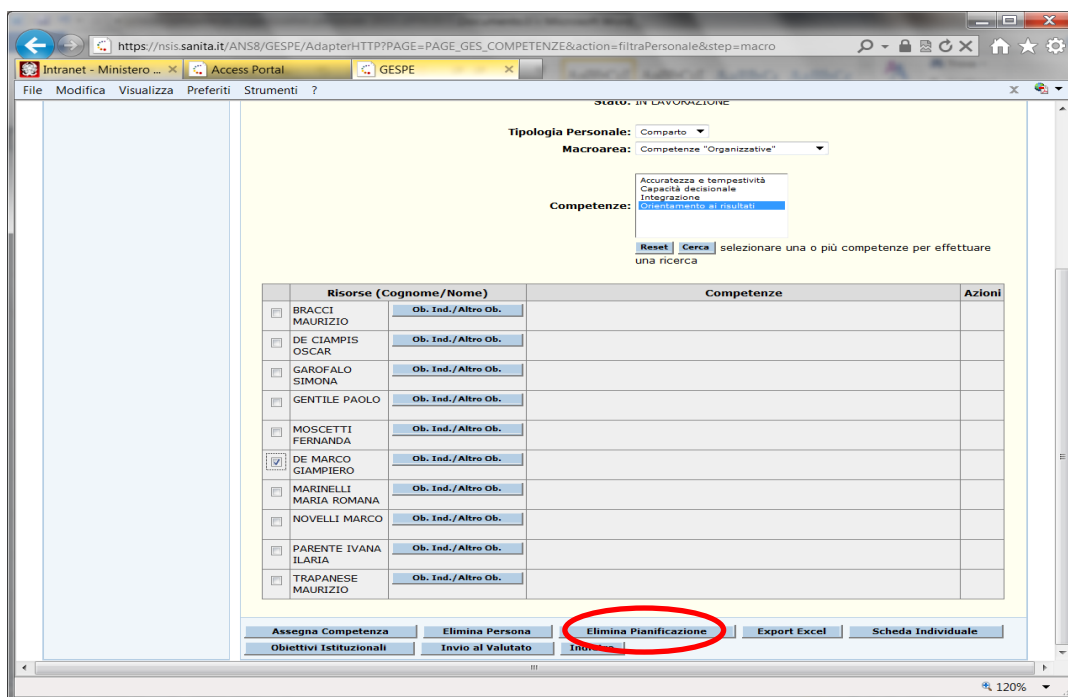 https://nsis.sanita.it/ANS8/GESPE/AdapterHTTP?PAGE=PAGE_GES_COMPETENZE&action=filtraPersonale&step=macro
Intranet - Ministero ... Access Portal GESPE
File Modifica Visualizza Preferiti Strumenti ?
Stato: IN LAVORAZIONE
Tipologia Personale: Comparto
Macroarea: Competenze "Organizzative"
Accuratezza e tempestività
Capacità decisionale
Integrazione
Competenze: Orientamento ai risultati
Reset Cerca selezionare una o più competenze per effettuare
una ricerca
Risorse (Cognome/Nome) Competenze Azioni
BRACCI Ob. Ind./Altro Ob.
MAURIZIO
DE CIAMPIS Ob. Ind./Altro Ob.
OSCAR
GAROFALO Ob. Ind./Altro Ob.
SIMONA
GENTILE PAOLO Ob. Ind./Altro Ob.
MOSCETTI Ob. Ind./Altro Ob.
FERNANDA
DE MARCO Ob. Ind./Altro Ob.
GIAMPIERO
MARINELLI Ob. Ind./Altro Ob.
MARIA ROMANA
NOVELLI MARCO Ob. Ind./Altro Ob.
PARENTE IVANA Ob. Ind./Altro Ob.
ILARIA
TRAPANESE Ob. Ind./Altro Ob.
MAURIZIO
Assegna Competenza Elimina Persona Elimina Pianificazione Export Excel Scheda Individuale
Obiettivi Istituzionali Invio al Valutato
120%